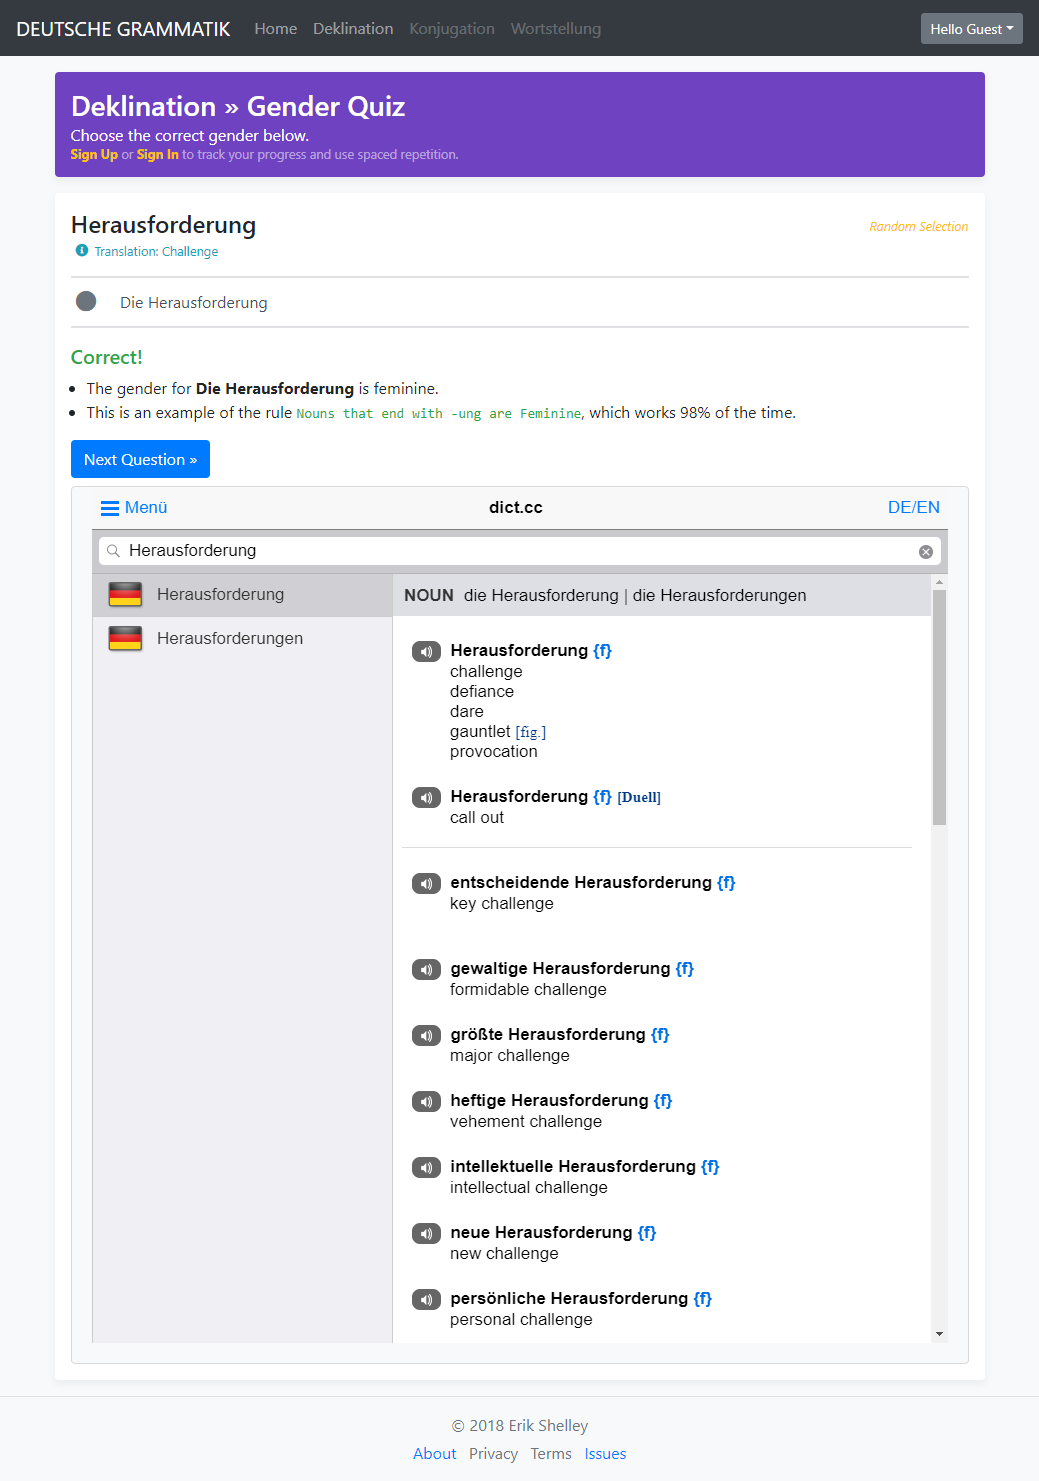 DEUTSCHE GRAMMATIK Home Deklination Konjugation Wortstellung Hello Guest
Deklination » Gender Quiz
Choose the correct gender below.
Sign Up or Sign In to track your progress and use spaced repetition.
Herausforderung
Random Selection
Translation: Challenge
Die Herausforderung
Correct!
The gender for Die Herausforderung is feminine.
This is an example of the rule Nouns that end with -ung are Feminine, which works 98% of the time.
Next Question »
Menü dict.cc DE/EN
Herausforderung
Herausforderung
Herausforderungen
NOUN die Herausforderung | die Herausforderungen
Herausforderung {f}
challenge
defiance
dare
gauntlet [fig.]
provocation
Herausforderung {f} [Duell]
call out
entscheidende Herausforderung {f}
key challenge
gewaltige Herausforderung {f}
formidable challenge
größte Herausforderung {f}
major challenge
heftige Herausforderung {f}
vehement challenge
intellektuelle Herausforderung {f}
intellectual challenge
neue Herausforderung {f}
new challenge
persönliche Herausforderung {f}
personal challenge
© 2018 Erik Shelley
About Privacy Terms Issues